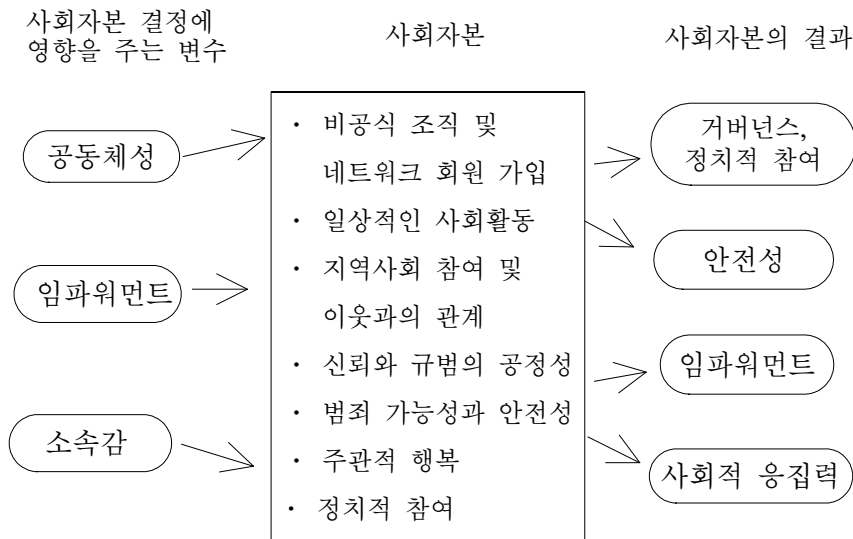 사회자본 결정에
영향을 주는 변수
사회자본
사회자본의 결과
공동체성
임파워먼트
소속감
· 비공식 조직 및
네트워크 회원 가입
· 일상적인 사회활동
· 지역사회 참여 및
이웃과의 관계
· 신뢰와 규범의 공정성
· 범죄 가능성과 안전성
· 주관적 행복
· 정치적 참여
거버넌스,
정치적 참여
안전성
임파워먼트
사회적 응집력